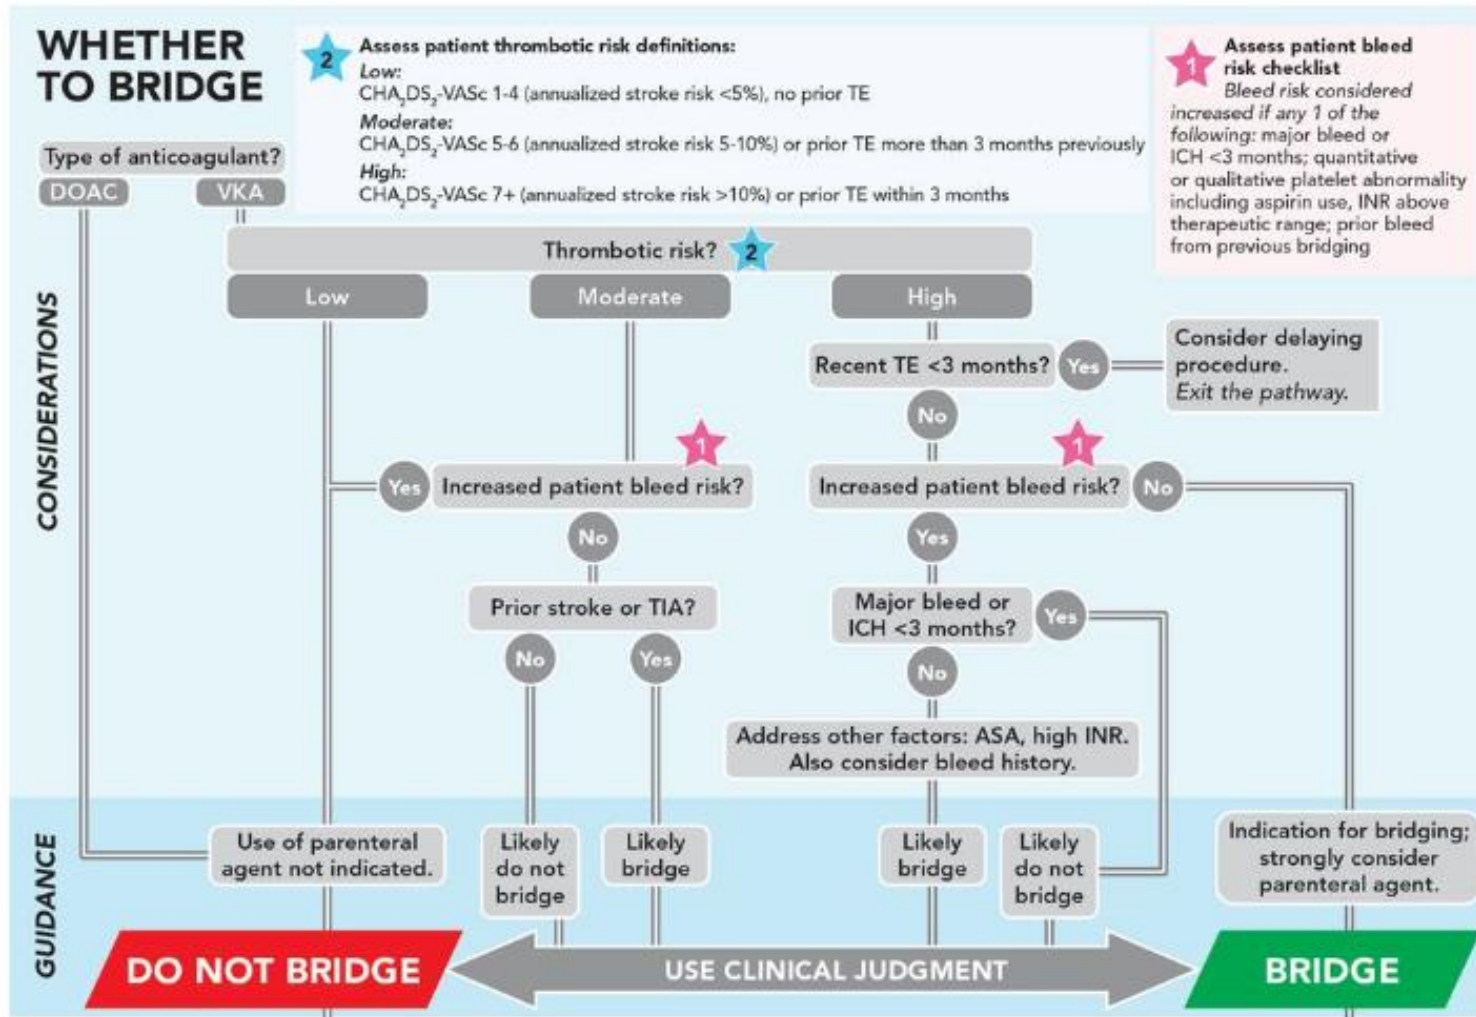 WHETHER
TO BRIDGE
2
Assess patient thrombotic risk definitions:
Low:
CHA₂DS₂-VASc 1-4 (annualized stroke risk <5%), no prior TE
Moderate:
CHA₂DS₂-VASc 5-6 (annualized stroke risk 5-10%) or prior TE more than 3 months previously
High:
CHA₂DS₂-VASc 7+ (annualized stroke risk >10%) or prior TE within 3 months
1
Assess patient bleed
risk checklist
Bleed risk considered
increased if any 1 of the
following: major bleed or
ICH <3 months; quantitative
or qualitative platelet abnormality
including aspirin use, INR above
therapeutic range; prior bleed
from previous bridging
Type of anticoagulant?
DOAC
VKA
CONSIDERATIONS
Thrombotic risk? 2
Low
Moderate
High
Recent TE <3 months?
Yes
Consider delaying
procedure.
Exit the pathway.
No
1
1
Yes
Increased patient bleed risk?
Increased patient bleed risk?
No
No
Yes
Prior stroke or TIA?
Major bleed or
ICH <3 months?
Yes
No
Yes
No
Address other factors: ASA, high INR.
Also consider bleed history.
GUIDANCE
Use of parenteral
agent not indicated.
Likely
do not
bridge
Likely
bridge
Likely
bridge
Likely
do not
bridge
Indication for bridging;
strongly consider
parenteral agent.
DO NOT BRIDGE
USE CLINICAL JUDGMENT
BRIDGE